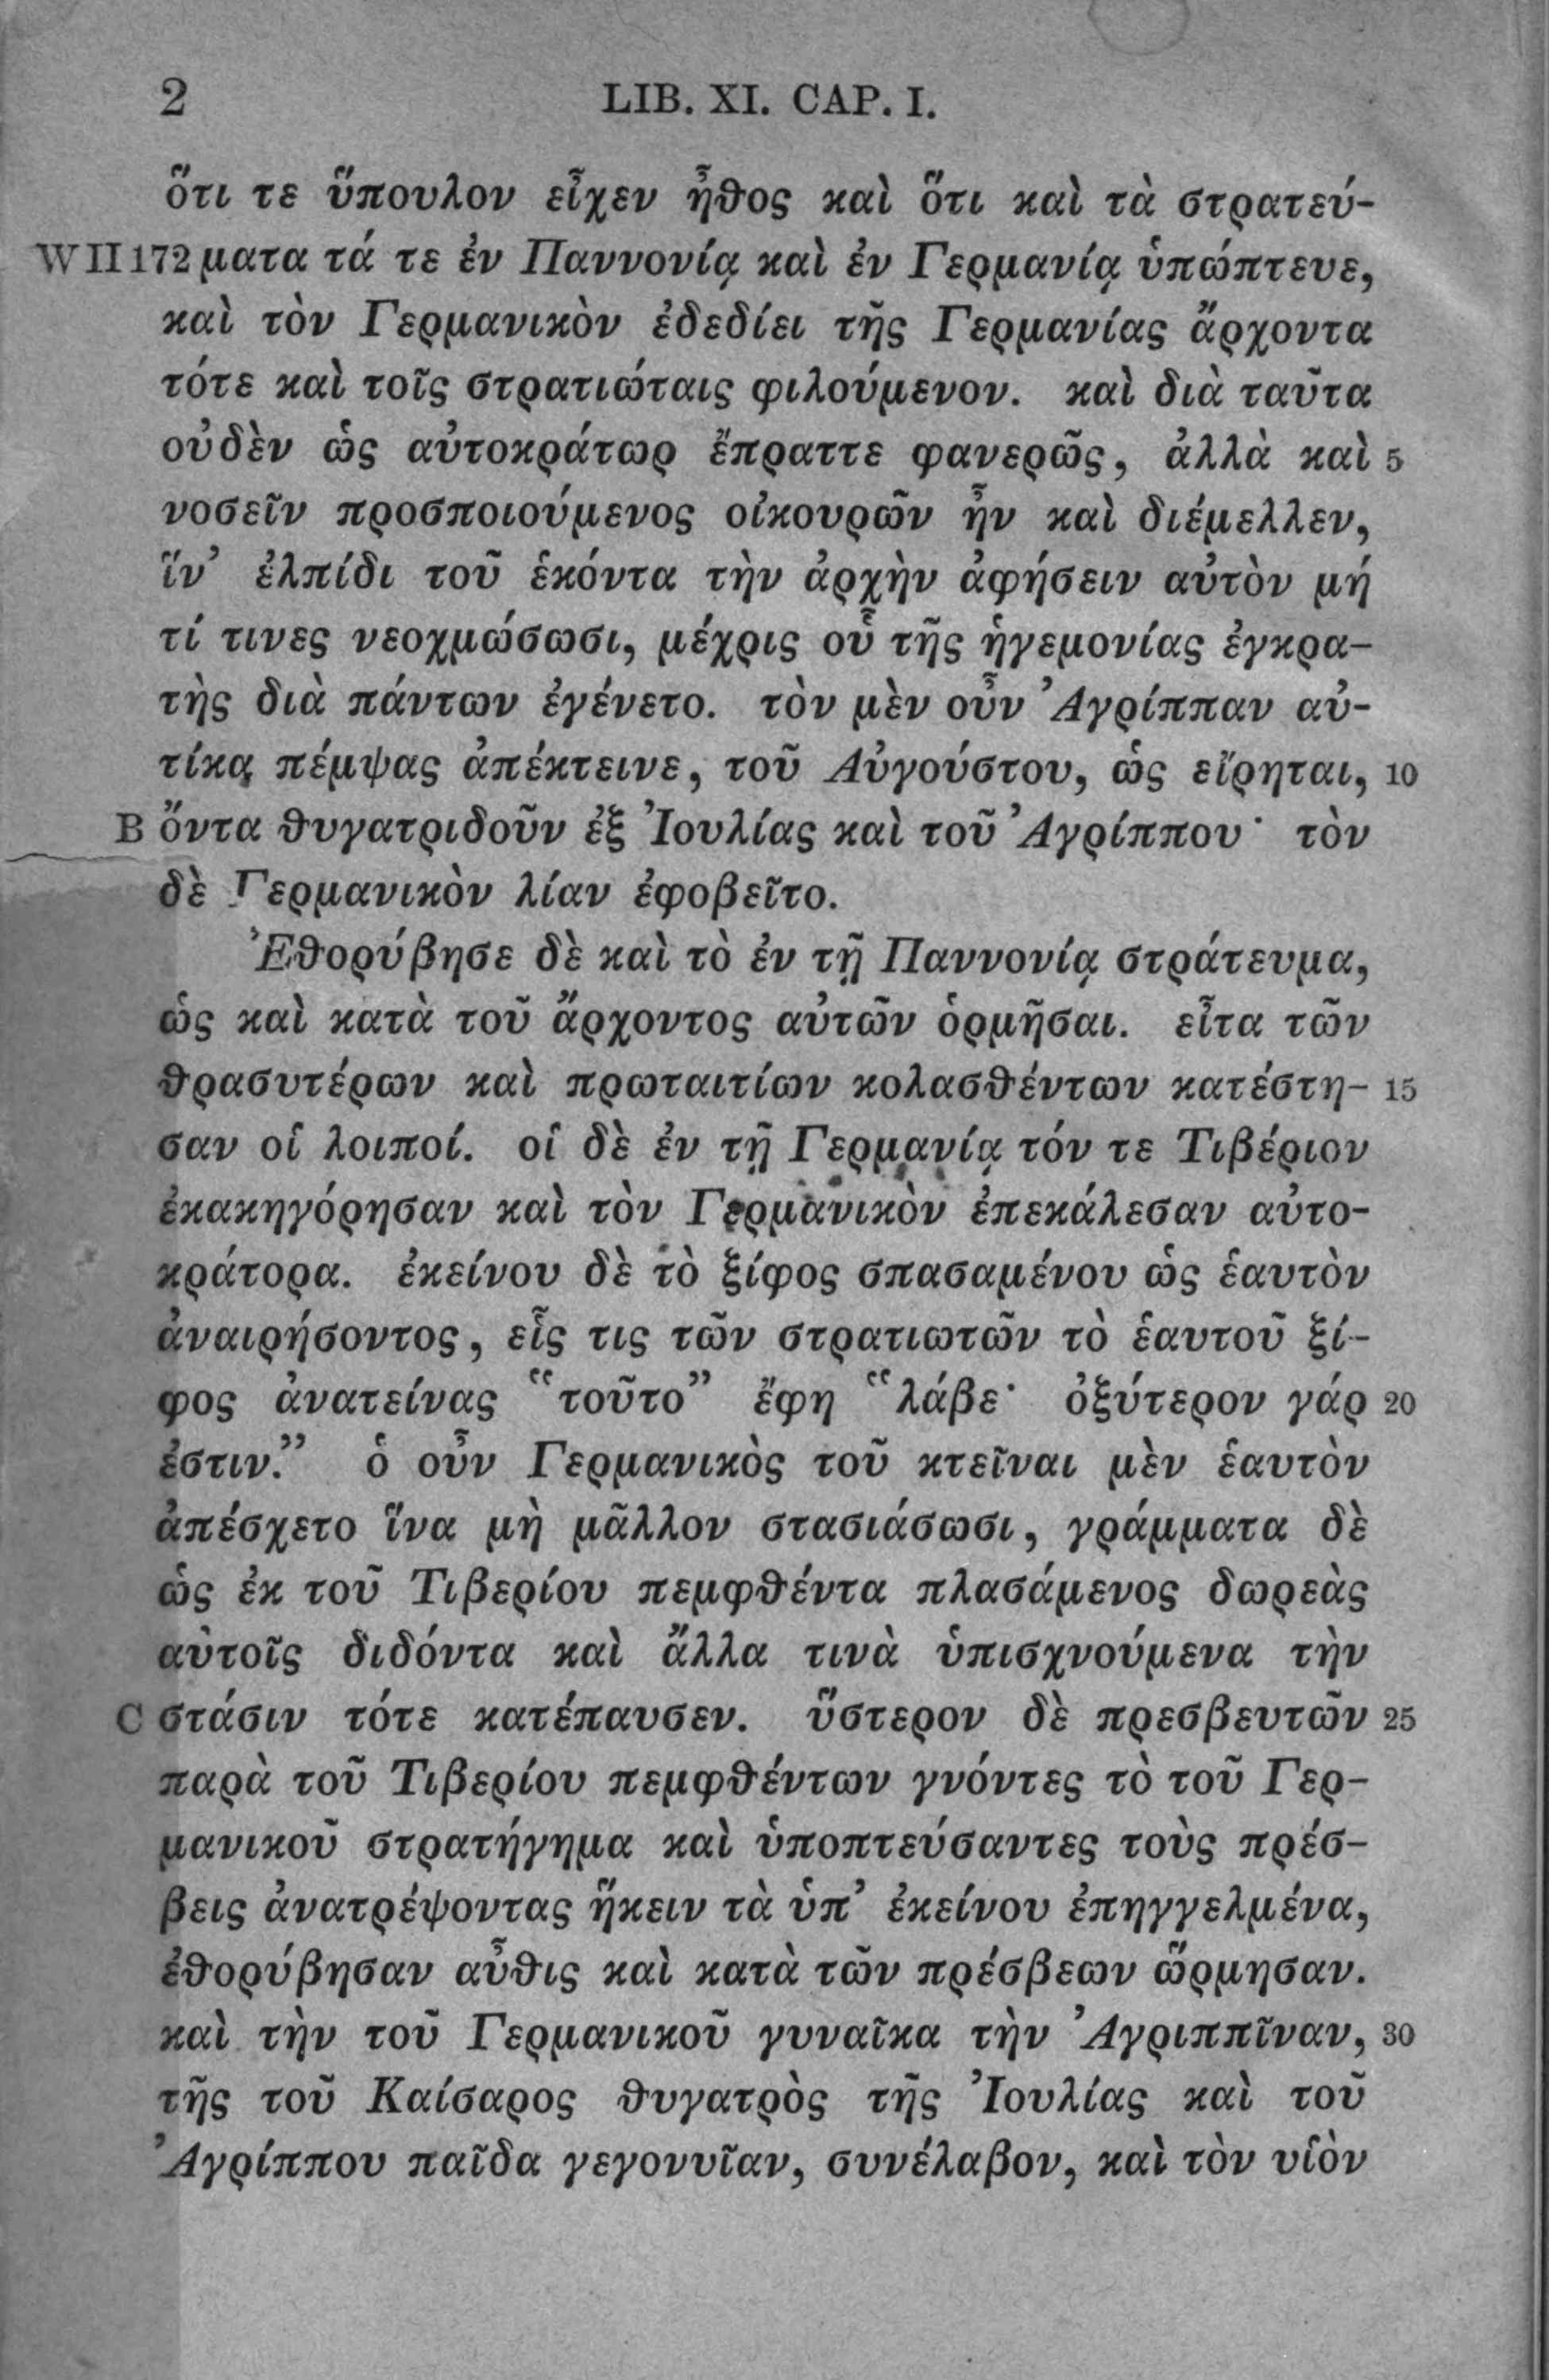 2 LIB. XI. CAP. I.
ὅτι τε ὕπουλον εἶχεν ἦθος καὶ ὅτι καὶ τὰ στρατεύ-
W II 172 ματα τά τε ἐν Παννονίᾳ καὶ ἐν Γερμανίᾳ ὑπώπτευε,
καὶ τὸν Γερμανικὸν ἐδεδίει τῆς Γερμανίας ἄρχοντα
τότε καὶ τοῖς στρατιώταις φιλούμενον. καὶ διὰ ταῦτα
οὐδὲν ὡς αὐτοκράτωρ ἔπραττε φανερῶς, ἀλλὰ καὶ 5
νοσεῖν προσποιούμενος οἰκουρῶν ἦν καὶ διέμελλεν,
ἵν’ ἐλπίδι τοῦ ἑκόντα τὴν ἀρχὴν ἀφήσειν αὐτὸν μή
τί τινες νεοχμώσωσι, μέχρις οὗ τῆς ἡγεμονίας ἐγκρα-
τὴς διὰ πάντων ἐγένετο. τὸν μὲν οὖν Ἀγρίππαν αὐ-
τίκα πέμψας ἀπέκτεινε, τοῦ Αὐγούστου, ὡς εἴρηται, 10
B ὄντα θυγατριδοῦν ἐξ Ἰουλίας καὶ τοῦ Ἀγρίππου· τὸν
δὲ Γερμανικὸν λίαν ἐφοβεῖτο.
Ἐθορύβησε δὲ καὶ τὸ ἐν τῇ Παννονίᾳ στράτευμα,
ὡς καὶ κατὰ τοῦ ἄρχοντος αὐτῶν ὁρμῆσαι. εἶτα τῶν
θρασυτέρων καὶ πρωταιτίων κολασθέντων κατέστη- 15
σαν οἱ λοιποί. οἱ δὲ ἐν τῇ Γερμανίᾳ τόν τε Τιβέριον
ἐκακηγόρησαν καὶ τὸν Γερμανικὸν ἐπεκάλεσαν αὐτο-
κράτορα. ἐκείνου δὲ τὸ ξίφος σπασαμένου ὡς ἑαυτὸν
ἀναιρήσοντος, εἷς τις τῶν στρατιωτῶν τὸ ἑαυτοῦ ξί-
φος ἀνατείνας “τοῦτο” ἔφη “λάβε· ὀξύτερον γάρ 20
ἐστιν.” ὁ οὖν Γερμανικὸς τοῦ κτεῖναι μὲν ἑαυτὸν
ἀπέσχετο ἵνα μὴ μᾶλλον στασιάσωσι, γράμματα δὲ
ὡς ἐκ τοῦ Τιβερίου πεμφθέντα πλασάμενος δωρεὰς
αὐτοῖς διδόντα καὶ ἄλλα τινὰ ὑπισχνούμενα τὴν
C στάσιν τότε κατέπαυσεν. ὕστερον δὲ πρεσβευτῶν 25
παρὰ τοῦ Τιβερίου πεμφθέντων γνόντες τὸ τοῦ Γερ-
μανικοῦ στρατήγημα καὶ ὑποπτεύσαντες τοὺς πρέσ-
βεις ἀνατρέψοντας ἥκειν τὰ ὑπ’ ἐκείνου ἐπηγγελμένα,
ἐθορύβησαν αὖθις καὶ κατὰ τῶν πρέσβεων ὥρμησαν.
καὶ τὴν τοῦ Γερμανικοῦ γυναῖκα τὴν Ἀγριππῖναν, 30
τῆς τοῦ Καίσαρος θυγατρὸς τῆς Ἰουλίας καὶ τοῦ
Ἀγρίππου παῖδα γεγονυῖαν, συνέλαβον, καὶ τὸν υἱὸν